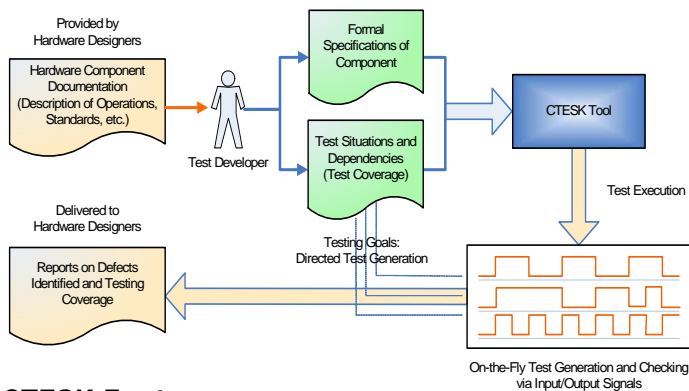 Provided by
Hardware Designers
Hardware Component
Documentation
(Description of Operations,
Standards, etc.)
Test Developer
Formal
Specifications of
Component
Test Situations and
Dependencies
(Test Coverage)
CTESK Tool
Test Execution
Delivered to
Hardware Designers
Reports on Defects
Identified and Testing
Coverage
Testing Goals:
Directed Test Generation
On-the-Fly Test Generation and Checking
via Input/Output Signals